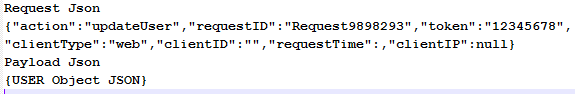 Request Json
{"action":"updateUser","requestID":"Request9898293","token":"12345678",
"clientType":"web","clientID":"","requestTime":,"clientIP":null}
Payload Json
{USER Object JSON}